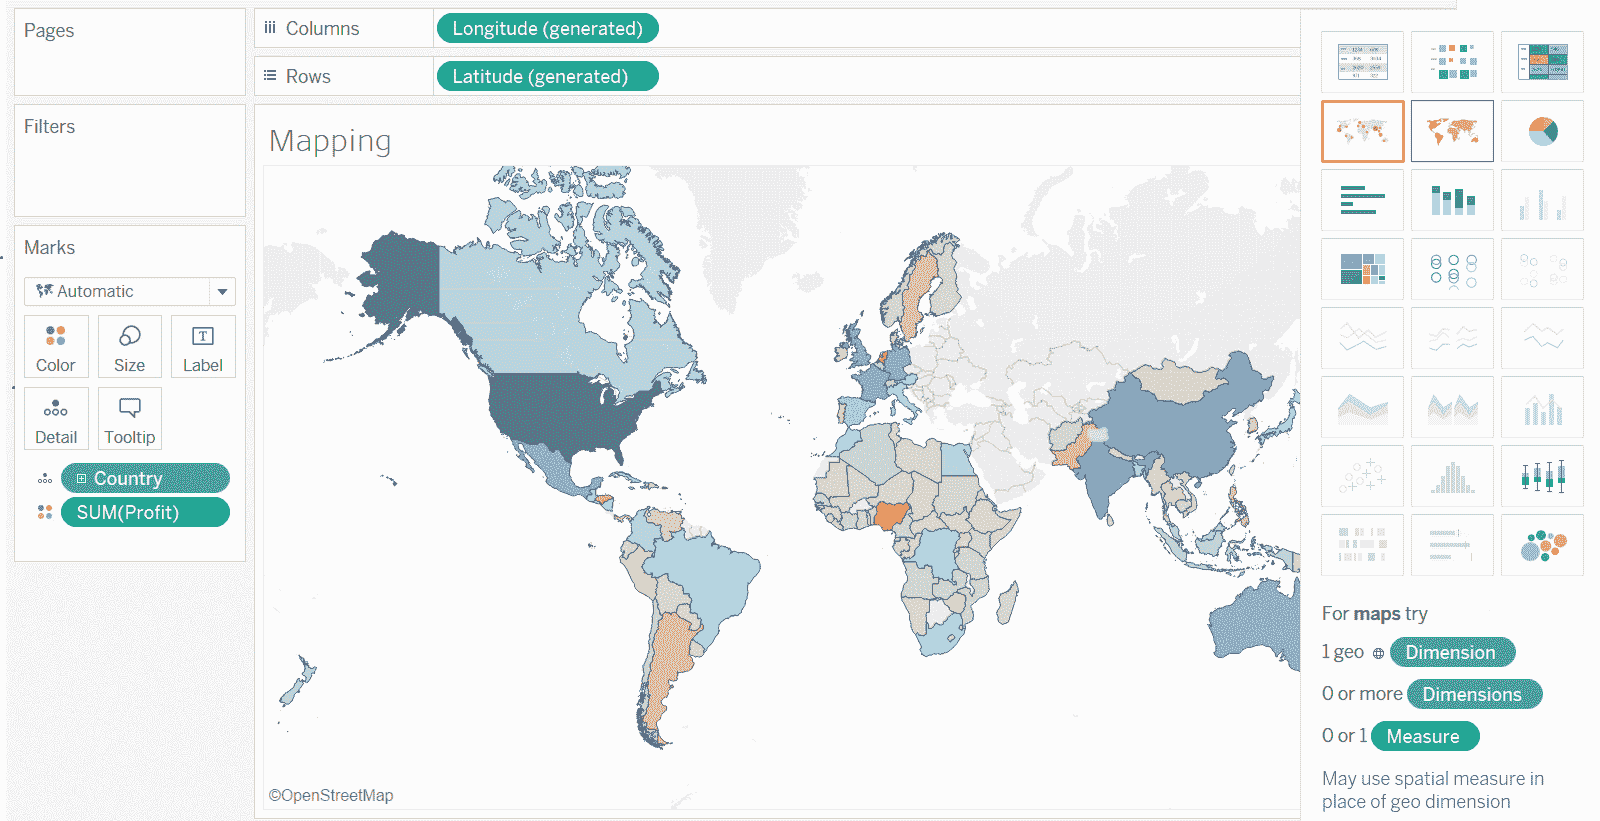 Pages
Columns
Longitude (generated)
Rows
Latitude (generated)
Filters
Mapping
Marks
Automatic
Color
Size
Label
Detail
Tooltip
Country
SUM(Profit)
©OpenStreetMap
For maps try
1 geo Dimension
0 or more Dimensions
0 or 1 Measure
May use spatial measure in
place of geo dimension